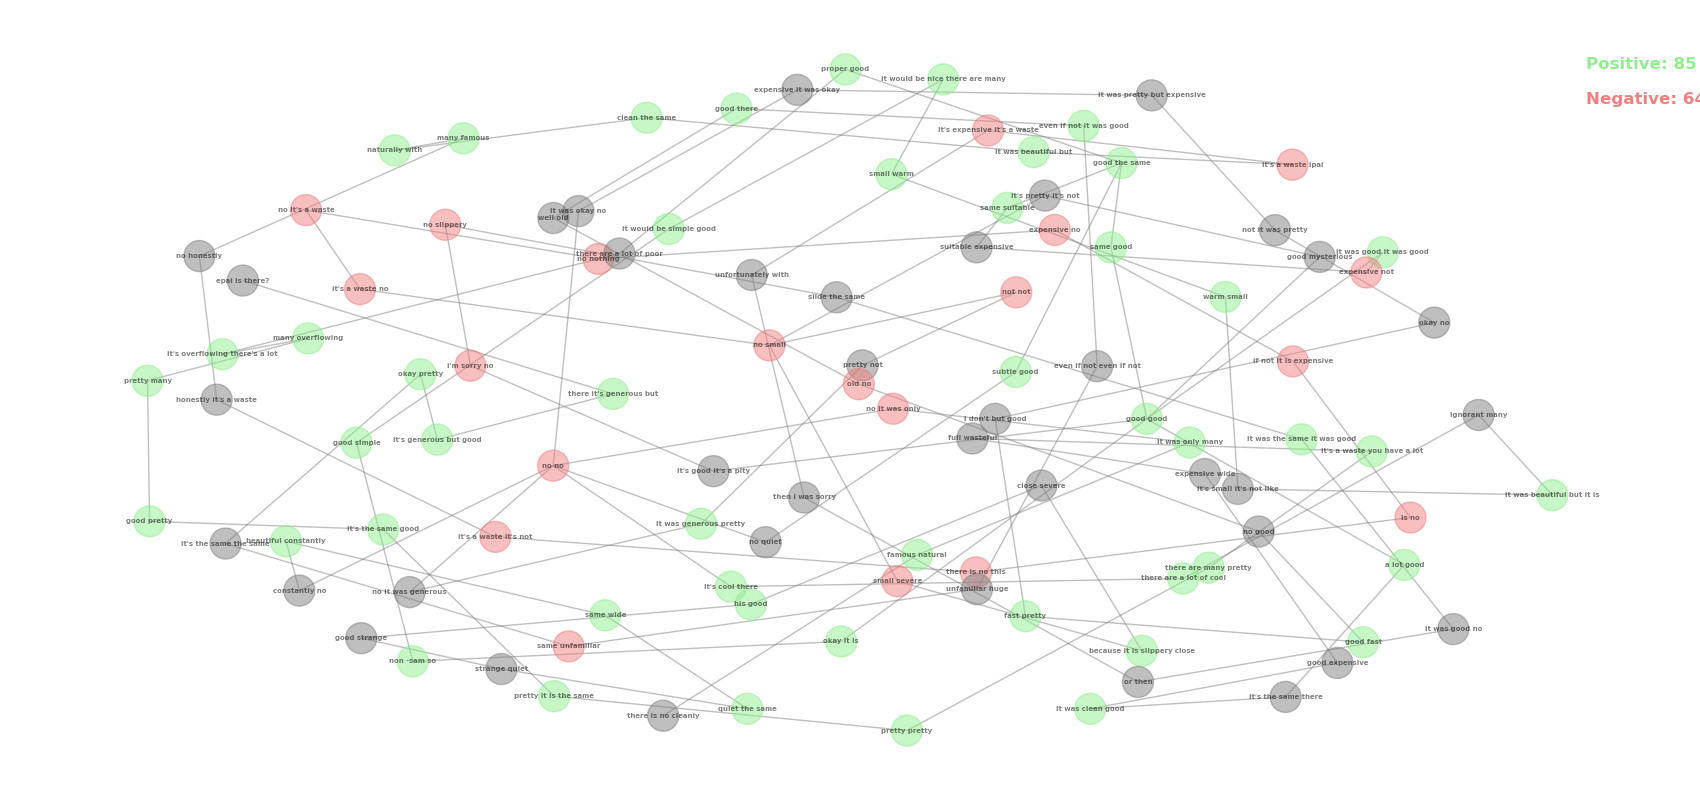 Positive: 85
proper good
it would be nice there are many
expensive it was okay
it was pretty but expensive
Negative: 64
good there
clean the same
even if not it was good
it's expensive it's a waste
many famous
naturally with
it was beautiful but
good the same
it's a waste ipai
small warm
it's pretty it's not
same suitable
no it's a waste
it was okay no
well old
no slippery
it would be simple good
expensive no
not it was pretty
suitable expensive
same good
there are a lot of poor
no nothing
it was good it was good
good mysterious
no honestly
expensive not
unfortunately with
epai is there?
it's a waste no
not not
slide the same
warm small
okay no
many overflowing
no small
it's overflowing there's a lot
if not it is expensive
i'm sorry no
pretty not
even if not even if not
subtle good
okay pretty
pretty many
old no
there it's generous but
honestly it's a waste
no it was only
i don't but good
good good
ignorant many
full wasteful
it's generous but good
good simple
it was only many
it was the same it was good
it's a waste you have a lot
no no
it's good it's a pity
expensive wide
close severe
it's small it's not like
it was beautiful but it is
then i was sorry
is no
good pretty
it was generous pretty
it's the same good
no good
it's a waste it's not
beautiful constantly
it's the same the same
no quiet
famous natural
a lot good
there are many pretty
there is no this
there are a lot of cool
small severe
it's cool there
unfamiliar huge
constantly no
no it was generous
his good
same wide
fast pretty
it was good no
good strange
okay it is
good fast
same unfamiliar
because it is slippery close
non -sam so
good expensive
strange quiet
or then
pretty it is the same
it's the same there
quiet the same
it was clean good
there is no cleanly
pretty pretty